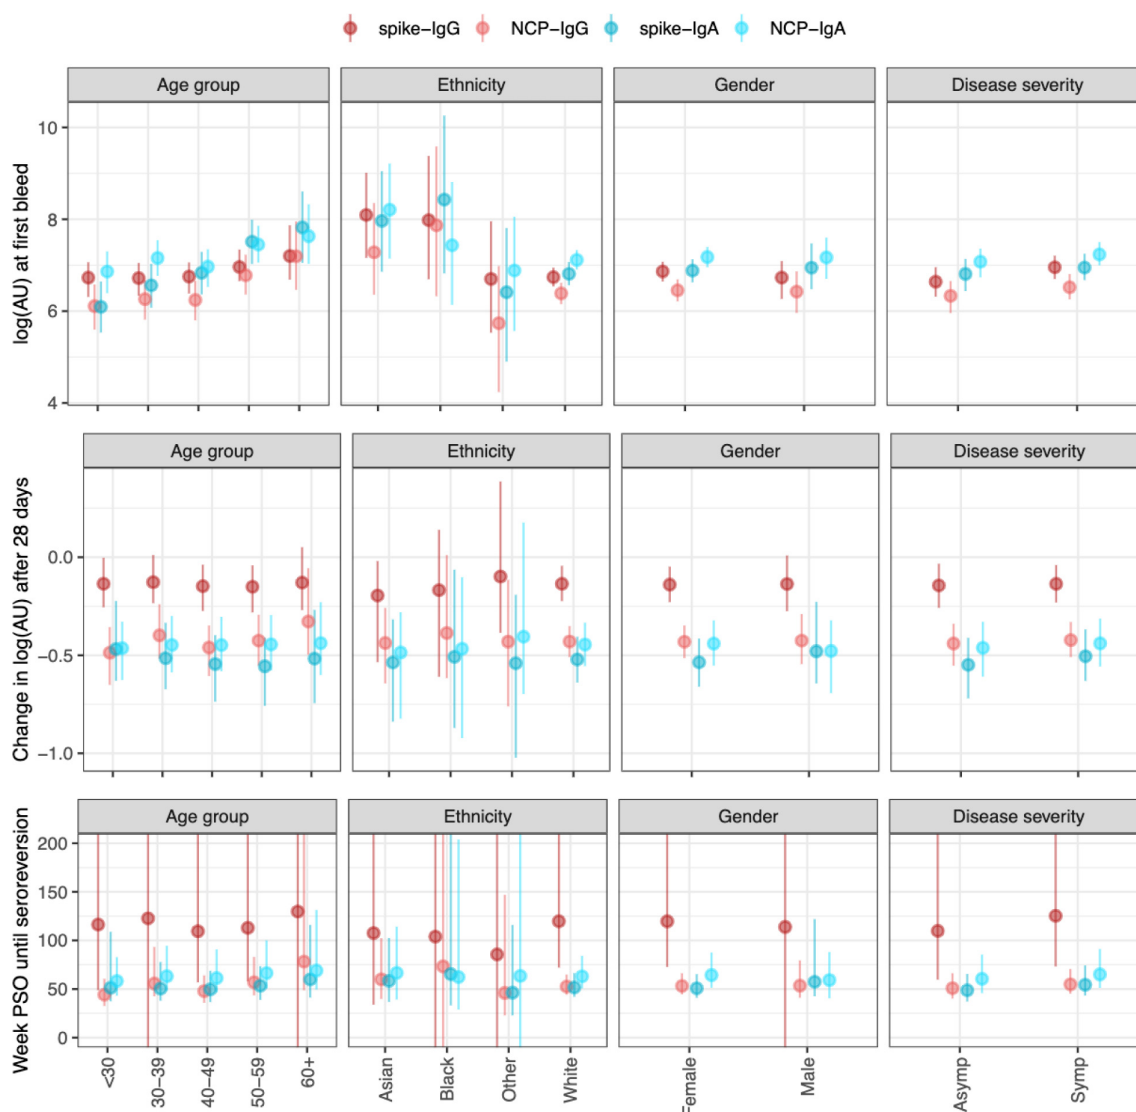 spike−IgG NCP−IgG spike−IgA NCP−IgA
Age group Ethnicity Gender Disease severity
log(AU) at first bleed
10
8
6
4
Age group Ethnicity Gender Disease severity
Change in log(AU) after 28 days
0.0
−0.5
−1.0
Age group Ethnicity Gender Disease severity
Week PSO until seroreversion
200
150
100
50
0
<30 30−39 40−49 50−59 60+ Asian Black Other White Female Male Asymp Symp